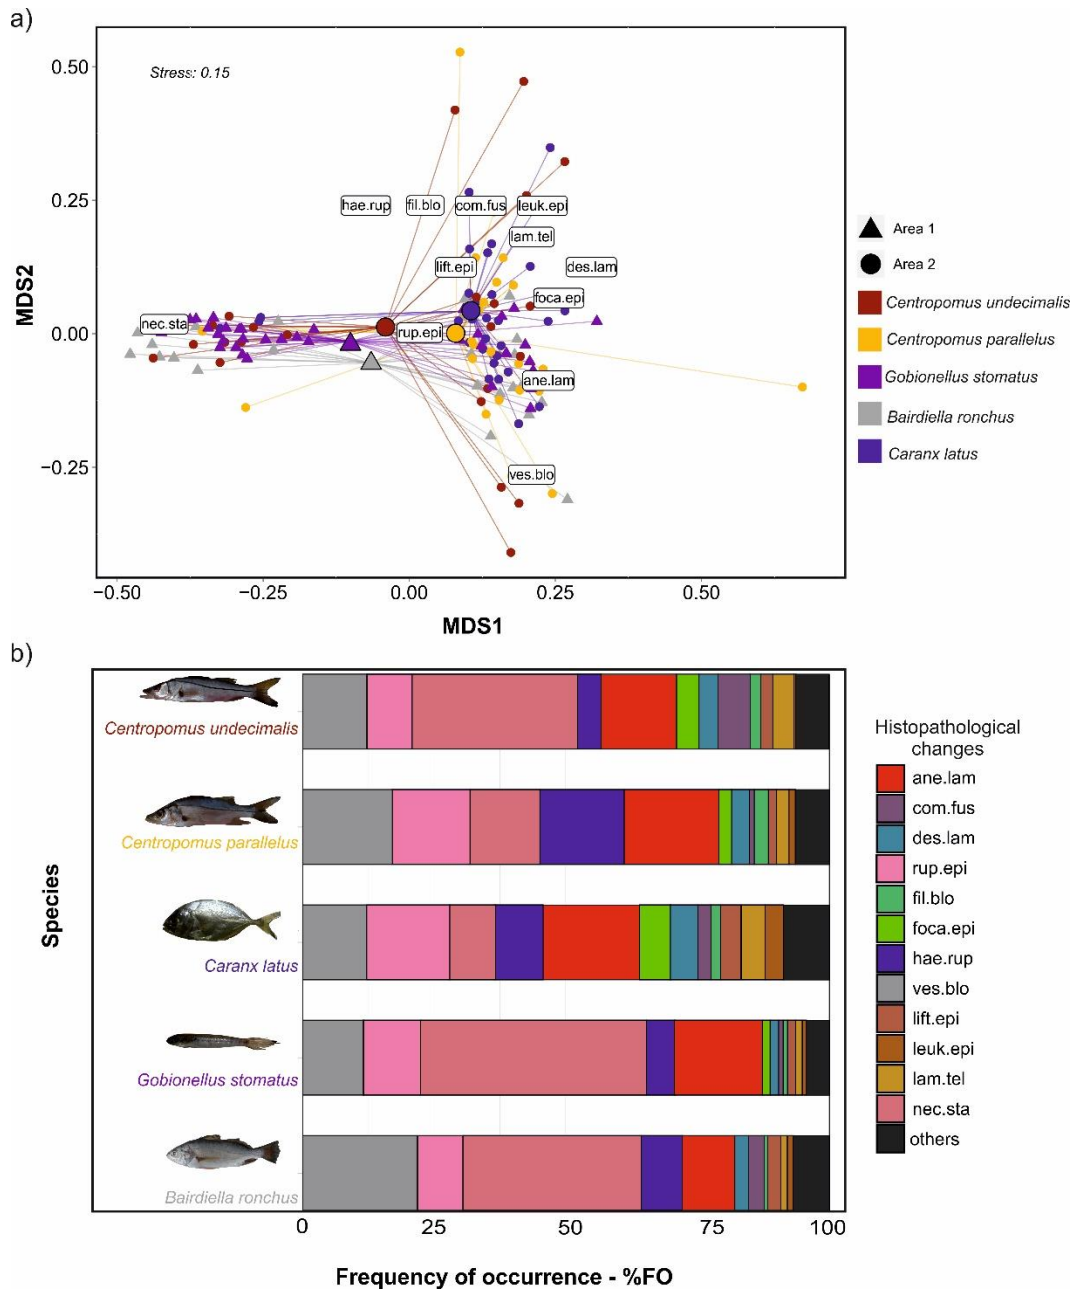 a)
Stress: 0.15
0.50
0.25
0.00
−0.25
MDS2
hae.rup
fil.blo
com.fus
leuk.epi
lam.tel
lift.epi
des.lam
foca.epi
nec.sta
rup.epi
ane.lam
ves.blo
−0.50
−0.25
0.00
0.25
0.50
MDS1
Area 1
Area 2
Centropomus undecimalis
Centropomus parallelus
Gobionellus stomatus
Bairdiella ronchus
Caranx latus
b)
Species
Centropomus undecimalis
Centropomus parallelus
Caranx latus
Gobionellus stomatus
Bairdiella ronchus
0
25
50
75
100
Frequency of occurrence - %FO
Histopathological
changes
ane.lam
com.fus
des.lam
rup.epi
fil.blo
foca.epi
hae.rup
ves.blo
lift.epi
leuk.epi
lam.tel
nec.sta
others